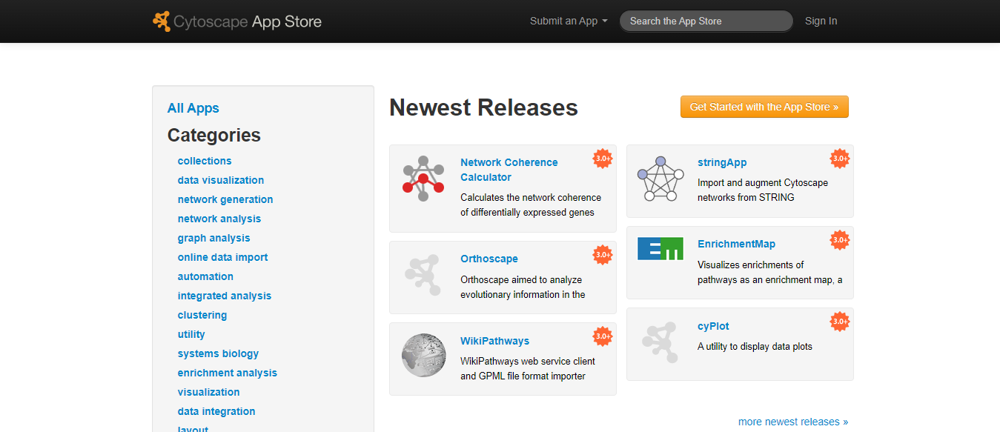 Cytoscape App Store
Submit an App
Search the App Store
Sign In
All Apps
Categories
collections
data visualization
network generation
network analysis
graph analysis
online data import
automation
integrated analysis
clustering
utility
systems biology
enrichment analysis
visualization
data integration
layout
Newest Releases
Get Started with the App Store »
Network Coherence
Calculator
3.0+
Calculates the network coherence
of differentially expressed genes
stringApp
3.0+
Import and augment Cytoscape
networks from STRING
Orthoscape
3.0+
Orthoscape aimed to analyze
evolutionary information in the
Em
EnrichmentMap
3.0+
Visualizes enrichments of
pathways as an enrichment map, a
WikiPathways
3.0+
WikiPathways web service client
and GPML file format importer
cyPlot
3.0+
A utility to display data plots
more newest releases »